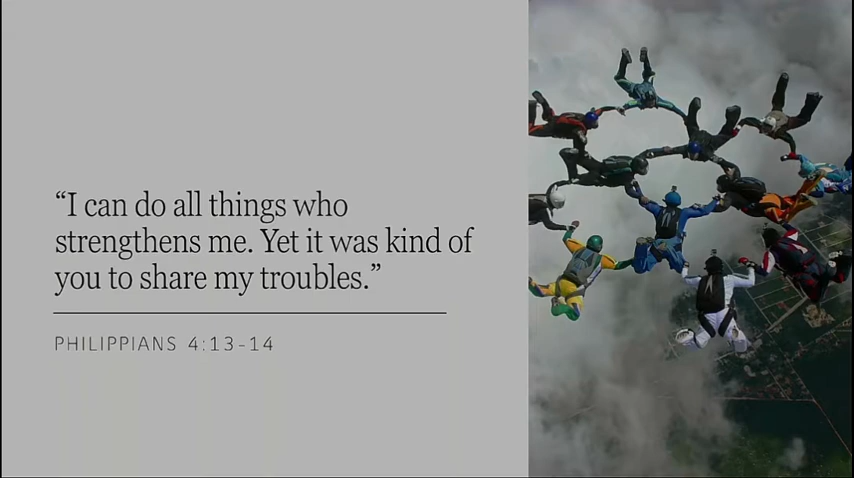 “I can do all things who
strengthens me. Yet it was kind of
you to share my troubles.”
PHILIPPIANS 4:13-14